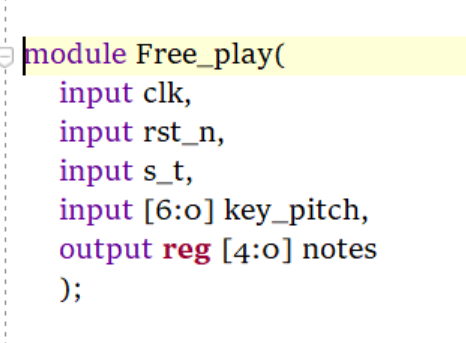 module Free_play(
input clk,
input rst_n,
input s_t,
input [6:0] key_pitch,
output reg [4:0] notes
);